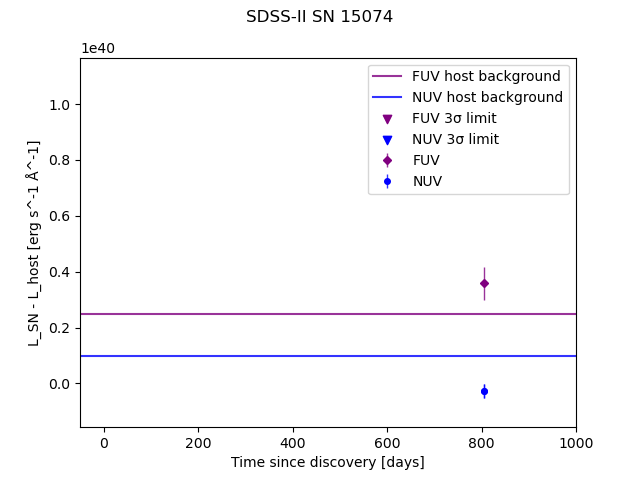 SDSS-II SN 15074
1e40
FUV host background
NUV host background
FUV 3σ limit
NUV 3σ limit
FUV
NUV
L_SN - L_host [erg s^-1 Å^-1]
1.0
0.8
0.6
0.4
0.2
0.0
0
200
400
600
800
1000
Time since discovery [days]